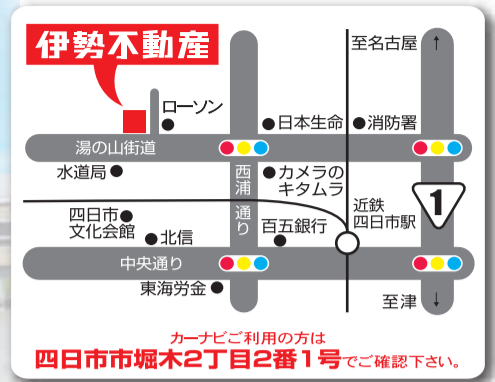 伊勢不動産
至名古屋
↑
ローソン
日本生命
消防署
湯の山街道
水道局
西浦通り
カメラの
キタムラ
1
四日市
文化会館
北信
百五銀行
近鉄
四日市駅
中央通り
東海労金
至津
↓
カーナビご利用の方は
四日市市堀木2丁目2番1号でご確認下さい。